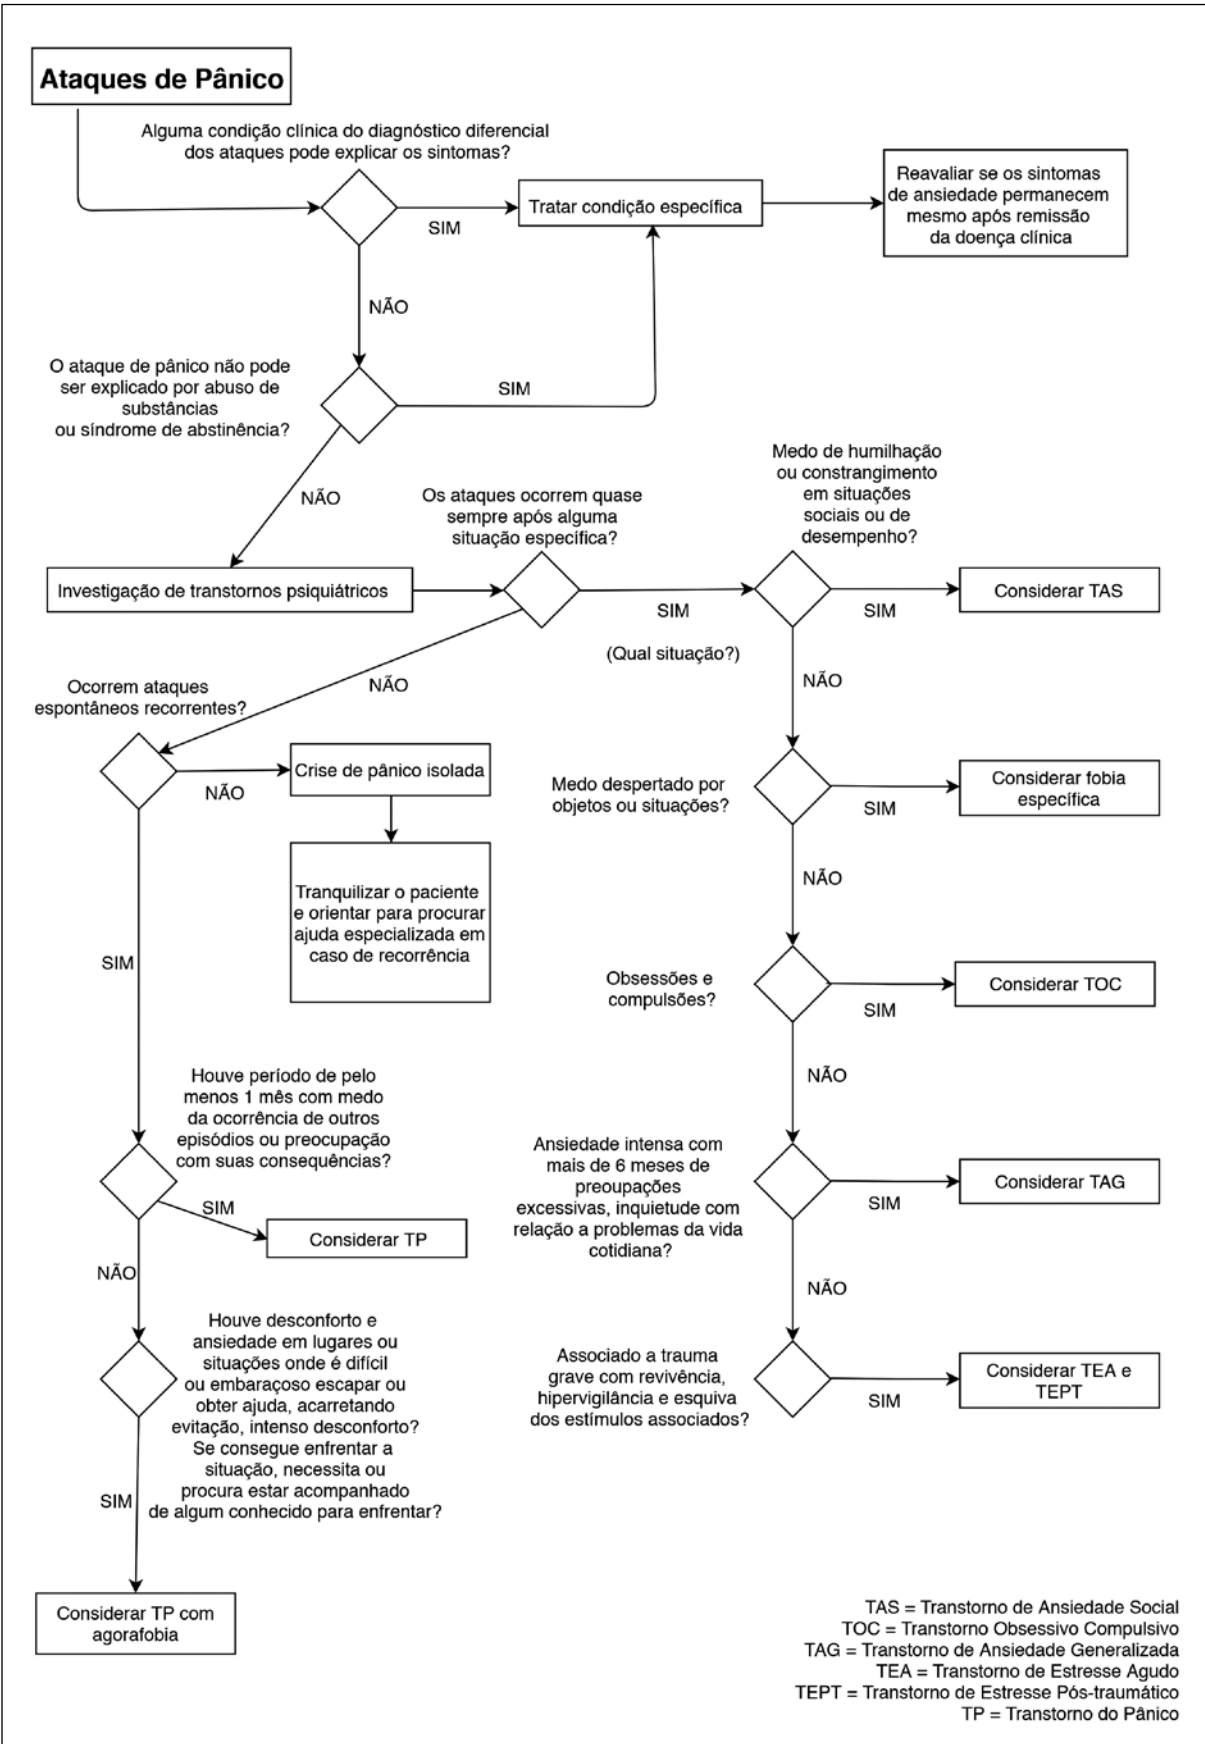 Ataques de Pânico
Alguma condição clínica do diagnóstico diferencial
dos ataques pode explicar os sintomas?
SIM
Tratar condição específica
Reavaliar se os sintomas
de ansiedade permanecem
mesmo após remissão
da doença clínica
NÃO
O ataque de pânico não pode
ser explicado por abuso de
substâncias
ou síndrome de abstinência?
SIM
NÃO
Investigação de transtornos psiquiátricos
Os ataques ocorrem quase
sempre após alguma
situação específica?
SIM
(Qual situação?)
NÃO
Medo de humilhação
ou constrangimento
em situações
sociais ou de
desempenho?
SIM
Considerar TAS
NÃO
Ocorrem ataques
espontâneos recorrentes?
NÃO
Crise de pânico isolada
Tranquilizar o paciente
e orientar para procurar
ajuda especializada em
caso de recorrência
SIM
Medo despertado por
objetos ou situações?
SIM
Considerar fobia
específica
NÃO
Obsessões e
compulsões?
SIM
Considerar TOC
NÃO
Houve período de pelo
menos 1 mês com medo
da ocorrência de outros
episódios ou preocupação
com suas consequências?
SIM
Considerar TP
NÃO
Ansiedade intensa com
mais de 6 meses de
preoupações
excessivas, inquietude com
relação a problemas da vida
cotidiana?
SIM
Considerar TAG
NÃO
Houve desconforto e
ansiedade em lugares ou
situações onde é difícil
ou embaraçoso escapar ou
obter ajuda, acarretando
evitação, intenso desconforto?
Se consegue enfrentar a
situação, necessita ou
procura estar acompanhado
de algum conhecido para enfrentar?
SIM
Considerar TP com
agorafobia
Associado a trauma
grave com revivência,
hipervigilância e esquiva
dos estímulos associados?
SIM
Considerar TEA e
TEPT
TAS = Transtorno de Ansiedade Social
TOC = Transtorno Obsessivo Compulsivo
TAG = Transtorno de Ansiedade Generalizada
TEA = Transtorno de Estresse Agudo
TEPT = Transtorno de Estresse Pós-traumático
TP = Transtorno do Pânico